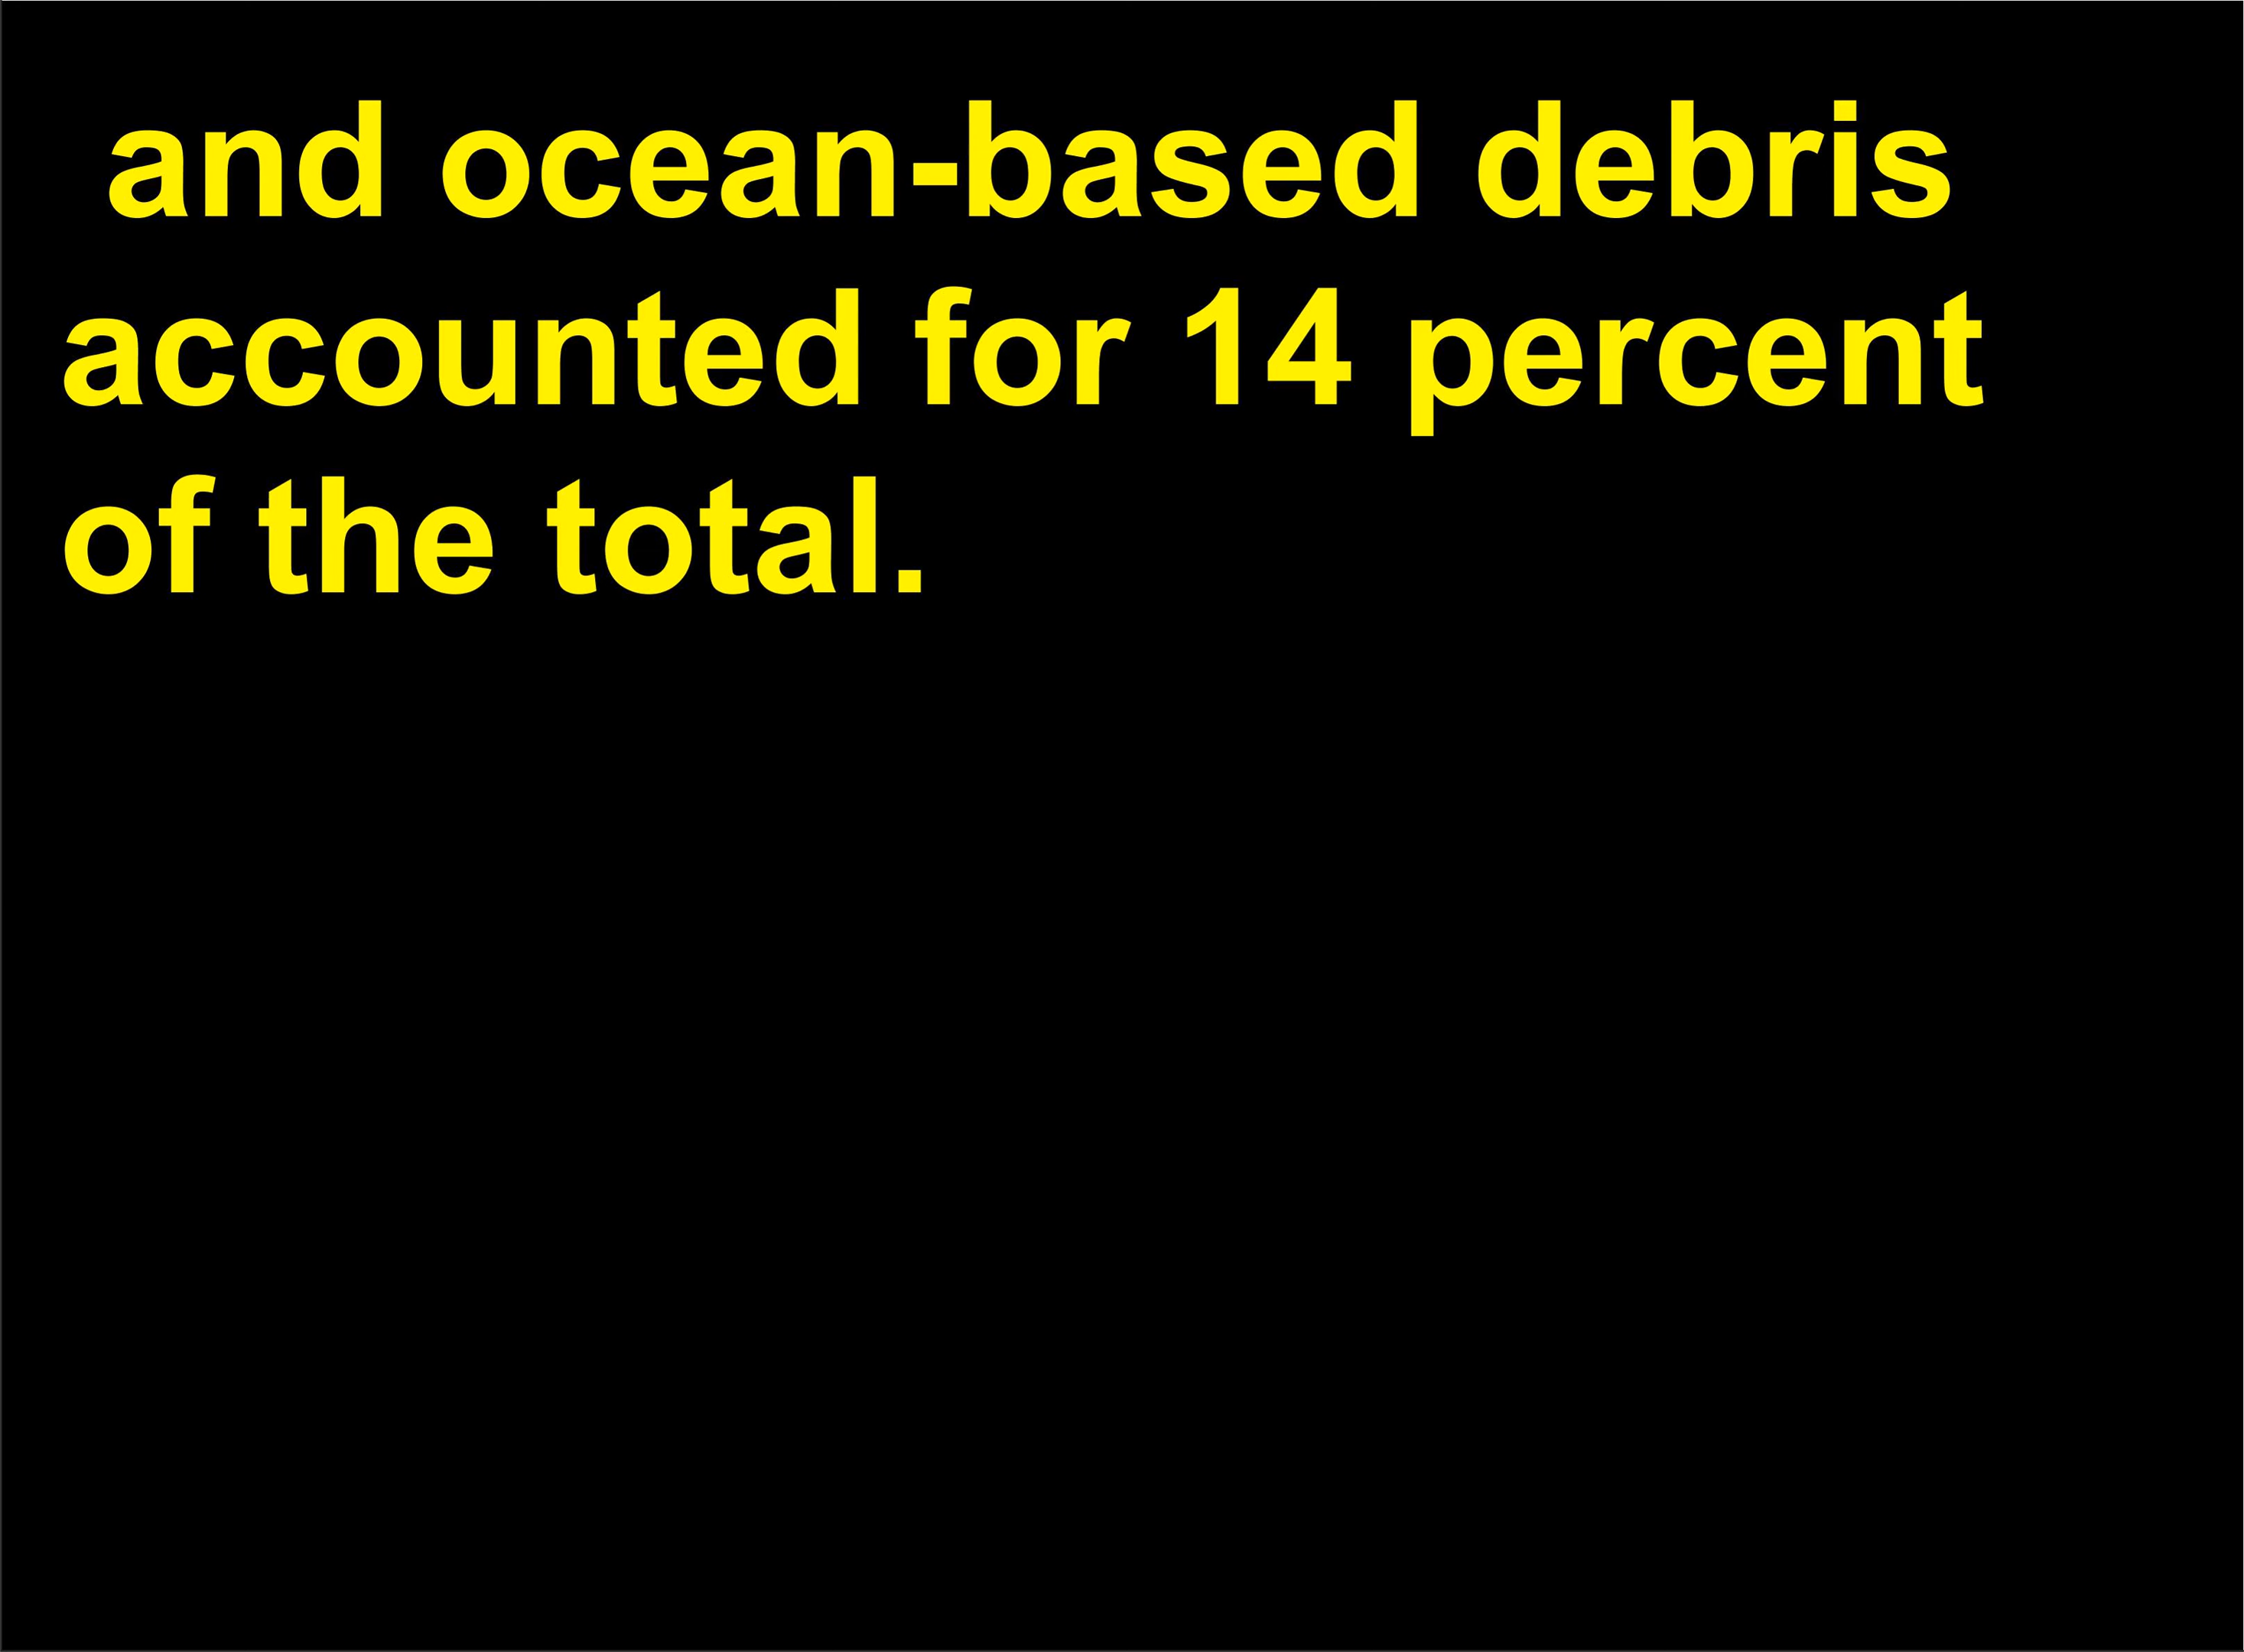 and ocean-based debris
accounted for 14 percent
of the total.